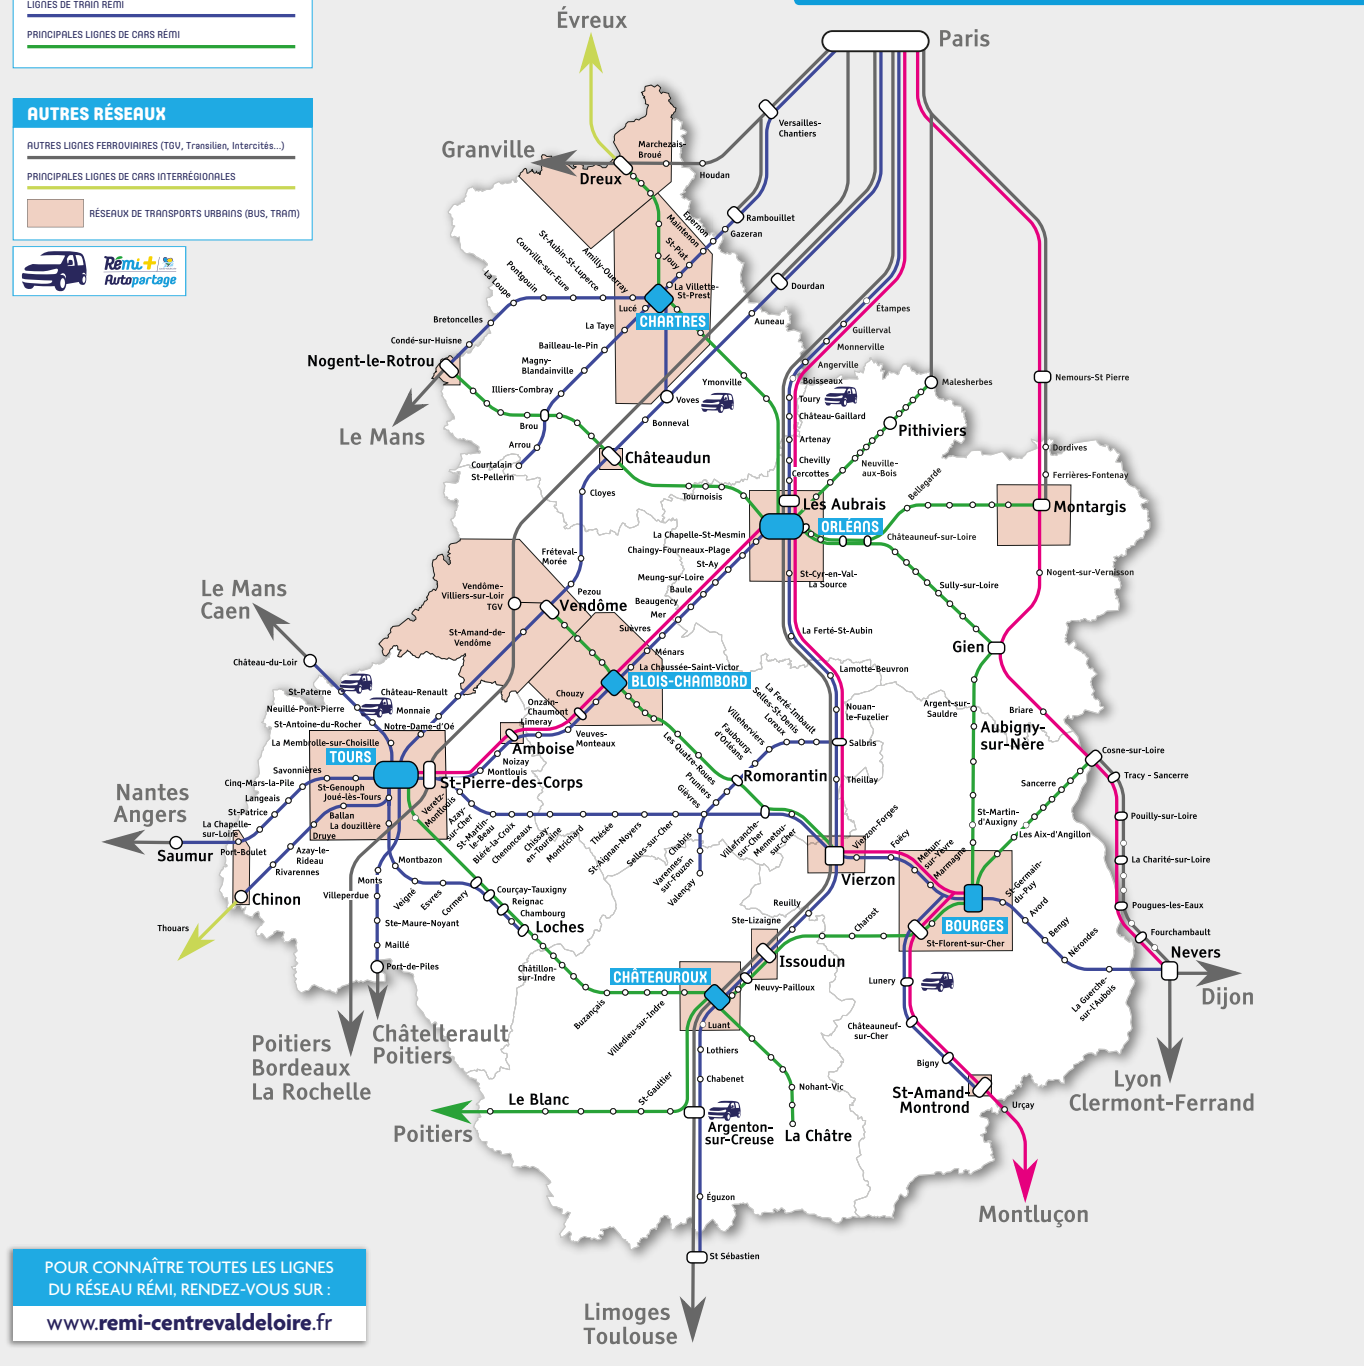 LIGNES DE TRAIN RÉMI
PRINCIPALES LIGNES DE CARS RÉMI
AUTRES RÉSEAUX
AUTRES LIGNES FERROVIAIRES (TGV, Transilien, Intercités...)
PRINCIPALES LIGNES DE CARS INTERRÉGIONALES
RÉSEAUX DE TRANSPORTS URBAINS (BUS, TRAM)
Rémi+
Autopartage
Évreux
Paris
Versailles-
Chantiers
Granville
Marchezais-
Broué
Houdan
Dreux
Rambouillet
Gazeran
Epernon
Maintenon
St-Piat
Jouy
La Villette-
St-Prest
Amilly-Ouerray
St-Aubin-St-Luperce
Courville-sur-Eure
Pontgouin
La Loupe
Bretoncelles
Condé-sur-Huisne
Nogent-le-Rotrou
Le Mans
Lucé
CHARTRES
La Taye
Bailleau-le-Pin
Magny-
Blandainville
Illiers-Combray
Brou
Arrou
Courtalain
St-Pellerin
Dourdan
Auneau
Voves
Bonneval
Ymonville
Châteaudun
Cloyes
Tournoisis
Étampes
Guillerval
Monnerville
Angerville
Boisseaux
Toury
Château-Gaillard
Artenay
Chevilly
Cercottes
Malesherbes
Pithiviers
Neuville-
aux-Bois
Bellegarde
Nemours-St Pierre
Dordives
Ferrières-Fontenay
Montargis
Les Aubrais
ORLÉANS
Châteauneuf-sur-Loire
Sully-sur-Loire
Nogent-sur-Vernisson
Gien
St-Cyr-en-Val-
La Source
La Ferté-St-Aubin
Lamotte-Beuvron
Nouan-
le-Fuzelier
Salbris
Theillay
La Chapelle-St-Mesmin
Chaingy-Fourneaux-Plage
St-Ay
Meung-sur-Loire
Baule
Beaugency
Mer
Suèvres
Ménars
La Chaussée-Saint-Victor
BLOIS-CHAMBORD
Fréteval-
Morée
Pezou
Vendôme-
Villiers-sur-Loir
TGV
Vendôme
St-Amand-de-
Vendôme
Le Mans
Caen
Château-du-Loir
St-Paterne
Neuillé-Pont-Pierre
St-Antoine-du-Rocher
La Membrolle-sur-Choisille
Château-Renault
Monnaie
Notre-Dame-d'Oé
TOURS
Chouzy
Onzain-
Chaumont
Limeray
Veuves-
Monteaux
Amboise
Noizay
Montlouis
St-Pierre-des-Corps
Savonnières
Cinq-Mars-la-Pile
Langeais
St-Patrice
La Chapelle-
sur-Loire
Port-Boulet
Nantes
Angers
Saumur
Chinon
Thouars
St-Genouph
Joué-lès-Tours
Ballan
La douzillère
Druye
Azay-le-
Rideau
Rivarennes
Veretz-
Montlouis
Azay-
sur-Cher
St-Martin-
le-Beau
Bléré-la-Croix
Chenonceaux
Chissay-
en-Touraine
Montrichard
Thésée
St-Aignan-Noyers
Selles-sur-Cher
Chabris
Varennes-
sur-Fouzon
Valençay
Gièvres
Pruniers
Les Quatre-Roues
Romorantin
Faubourg-
d'Orléans
Villeherviers
Loreux
Selles-St-Denis
La Ferté-Imbault
Villefranche-
sur-Cher
Mennetou-
sur-Cher
Vierzon-Forges
Vierzon
Foëcy
Mehun-
sur-Yèvre
Marmagne
BOURGES
St-Florent-sur-Cher
St-Germain-
du-Puy
Avord
Bengy
Nérondes
La Guerche-
sur-l'Aubois
Argent-sur-
Sauldre
Aubigny-
sur-Nère
St-Martin-
d'Auxigny
Les Aix-d'Angillon
Sancerre
Briare
Cosne-sur-Loire
Tracy - Sancerre
Pouilly-sur-Loire
La Charité-sur-Loire
Pougues-les-Eaux
Fourchambault
Nevers
Dijon
Lyon
Clermont-Ferrand
Montbazon
Monts
Villeperdue
Veigné
Esvres
Cormery
Ste-Maure-Noyant
Maillé
Port-de-Piles
Courçay-Tauxigny
Reignac
Chambourg
Loches
Châtillon-
sur-Indre
Buzançais
Villedieu-sur-Indre
Poitiers
Bordeaux
La Rochelle
Châtellerault
Poitiers
CHÂTEAUROUX
Reuilly
Ste-Lizaigne
Issoudun
Neuvy-Pailloux
Charost
Lunery
Châteauneuf-
sur-Cher
Bigny
St-Amand-
Montrond
Urçay
Montluçon
Luant
Lothiers
Chabenet
Argenton-
sur-Creuse
St-Gaultier
Le Blanc
Poitiers
Nohant-Vic
La Châtre
Éguzon
St Sébastien
Limoges
Toulouse
POUR CONNAÎTRE TOUTES LES LIGNES
DU RÉSEAU RÉMI, RENDEZ-VOUS SUR :
www.remi-centrevaldeloire.fr